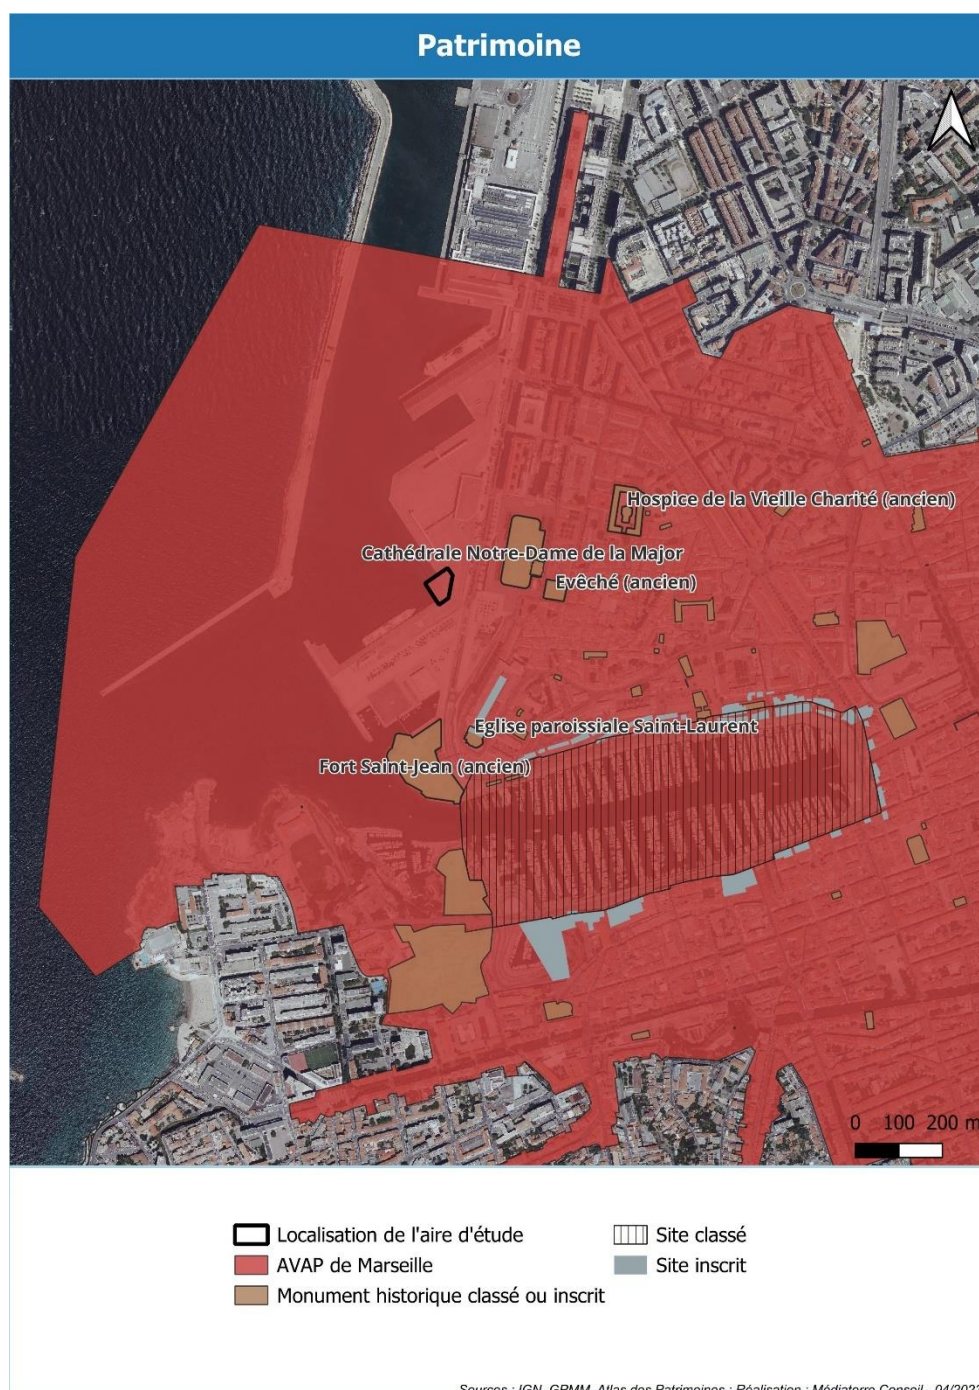 Patrimoine
Hospice de la Vieille Charité (ancien)
Cathédrale Notre-Dame de la Major
Evêché (ancien)
Eglise paroissiale Saint-Laurent
Fort Saint-Jean (ancien)
0 100 200 m
Localisation de l'aire d'étude
Site classé
AVAP de Marseille
Site inscrit
Monument historique classé ou inscrit
Sources : IGN, GPMM, Atlas des Patrimoines ; Réalisation : Médiaterre Conseil